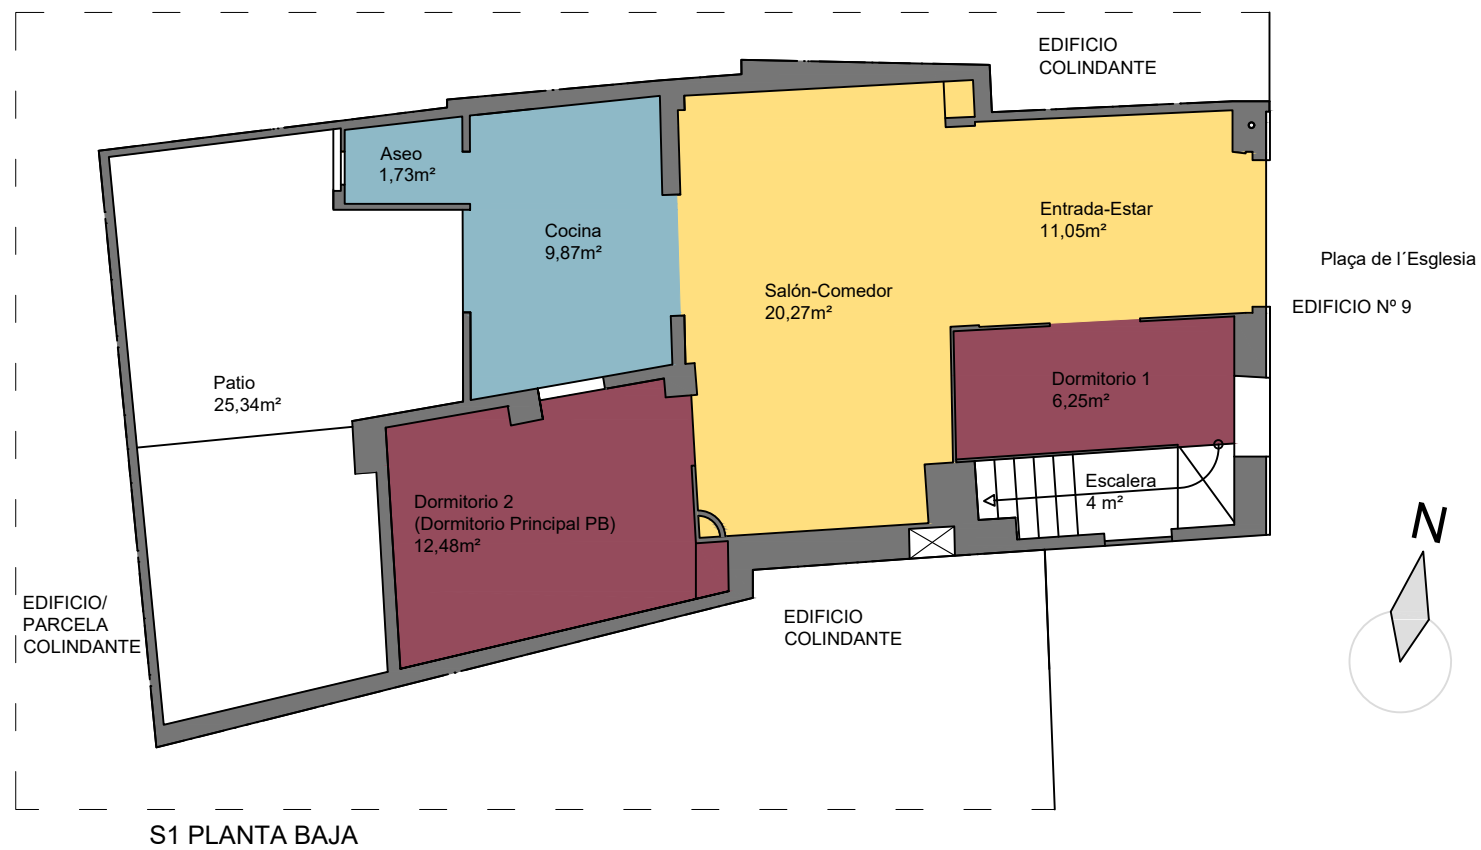 EDIFICIO
COLINDANTE
Aseo
1,73m²
Cocina
9,87m²
Entrada-Estar
11,05m²
Plaça de l´Esglesia
Salón-Comedor
20,27m²
EDIFICIO Nº 9
Patio
25,34m²
Dormitorio 1
6,25m²
Escalera
4 m²
Dormitorio 2
(Dormitorio Principal PB)
12,48m²
N
EDIFICIO/
PARCELA
COLINDANTE
EDIFICIO
COLINDANTE
S1 PLANTA BAJA